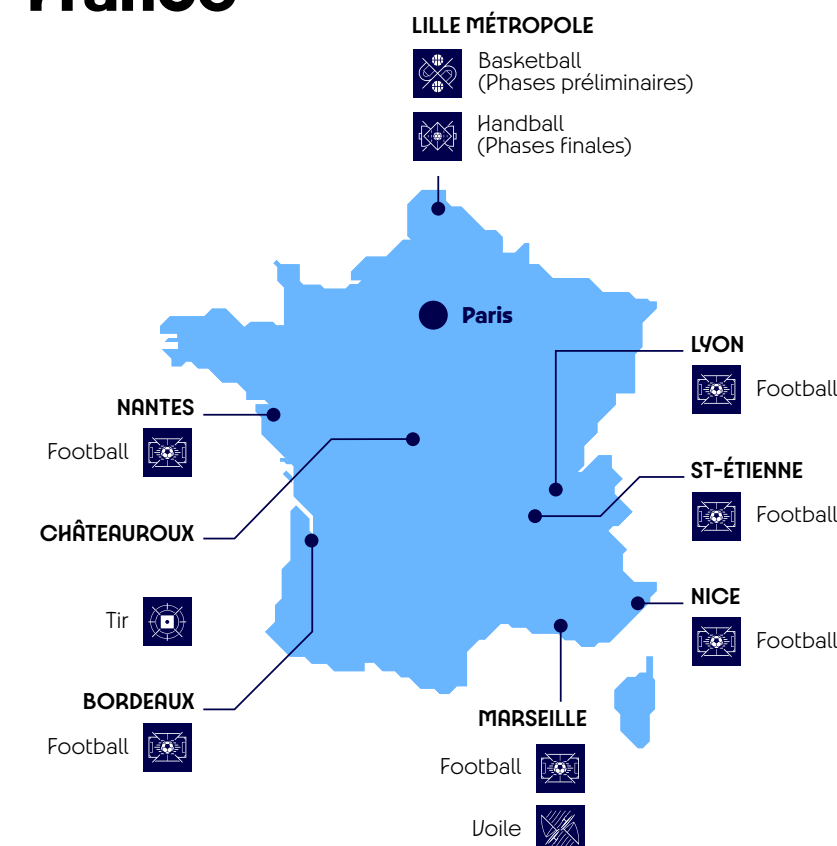 France
LILLE MÉTROPOLE
Basketball
(Phases préliminaires)
Handball
(Phases finales)
Paris
LYON
Football
NANTES
Football
ST-ÉTIENNE
Football
CHÂTEAUROUX
Tir
NICE
Football
BORDEAUX
Football
MARSEILLE
Football
Voile